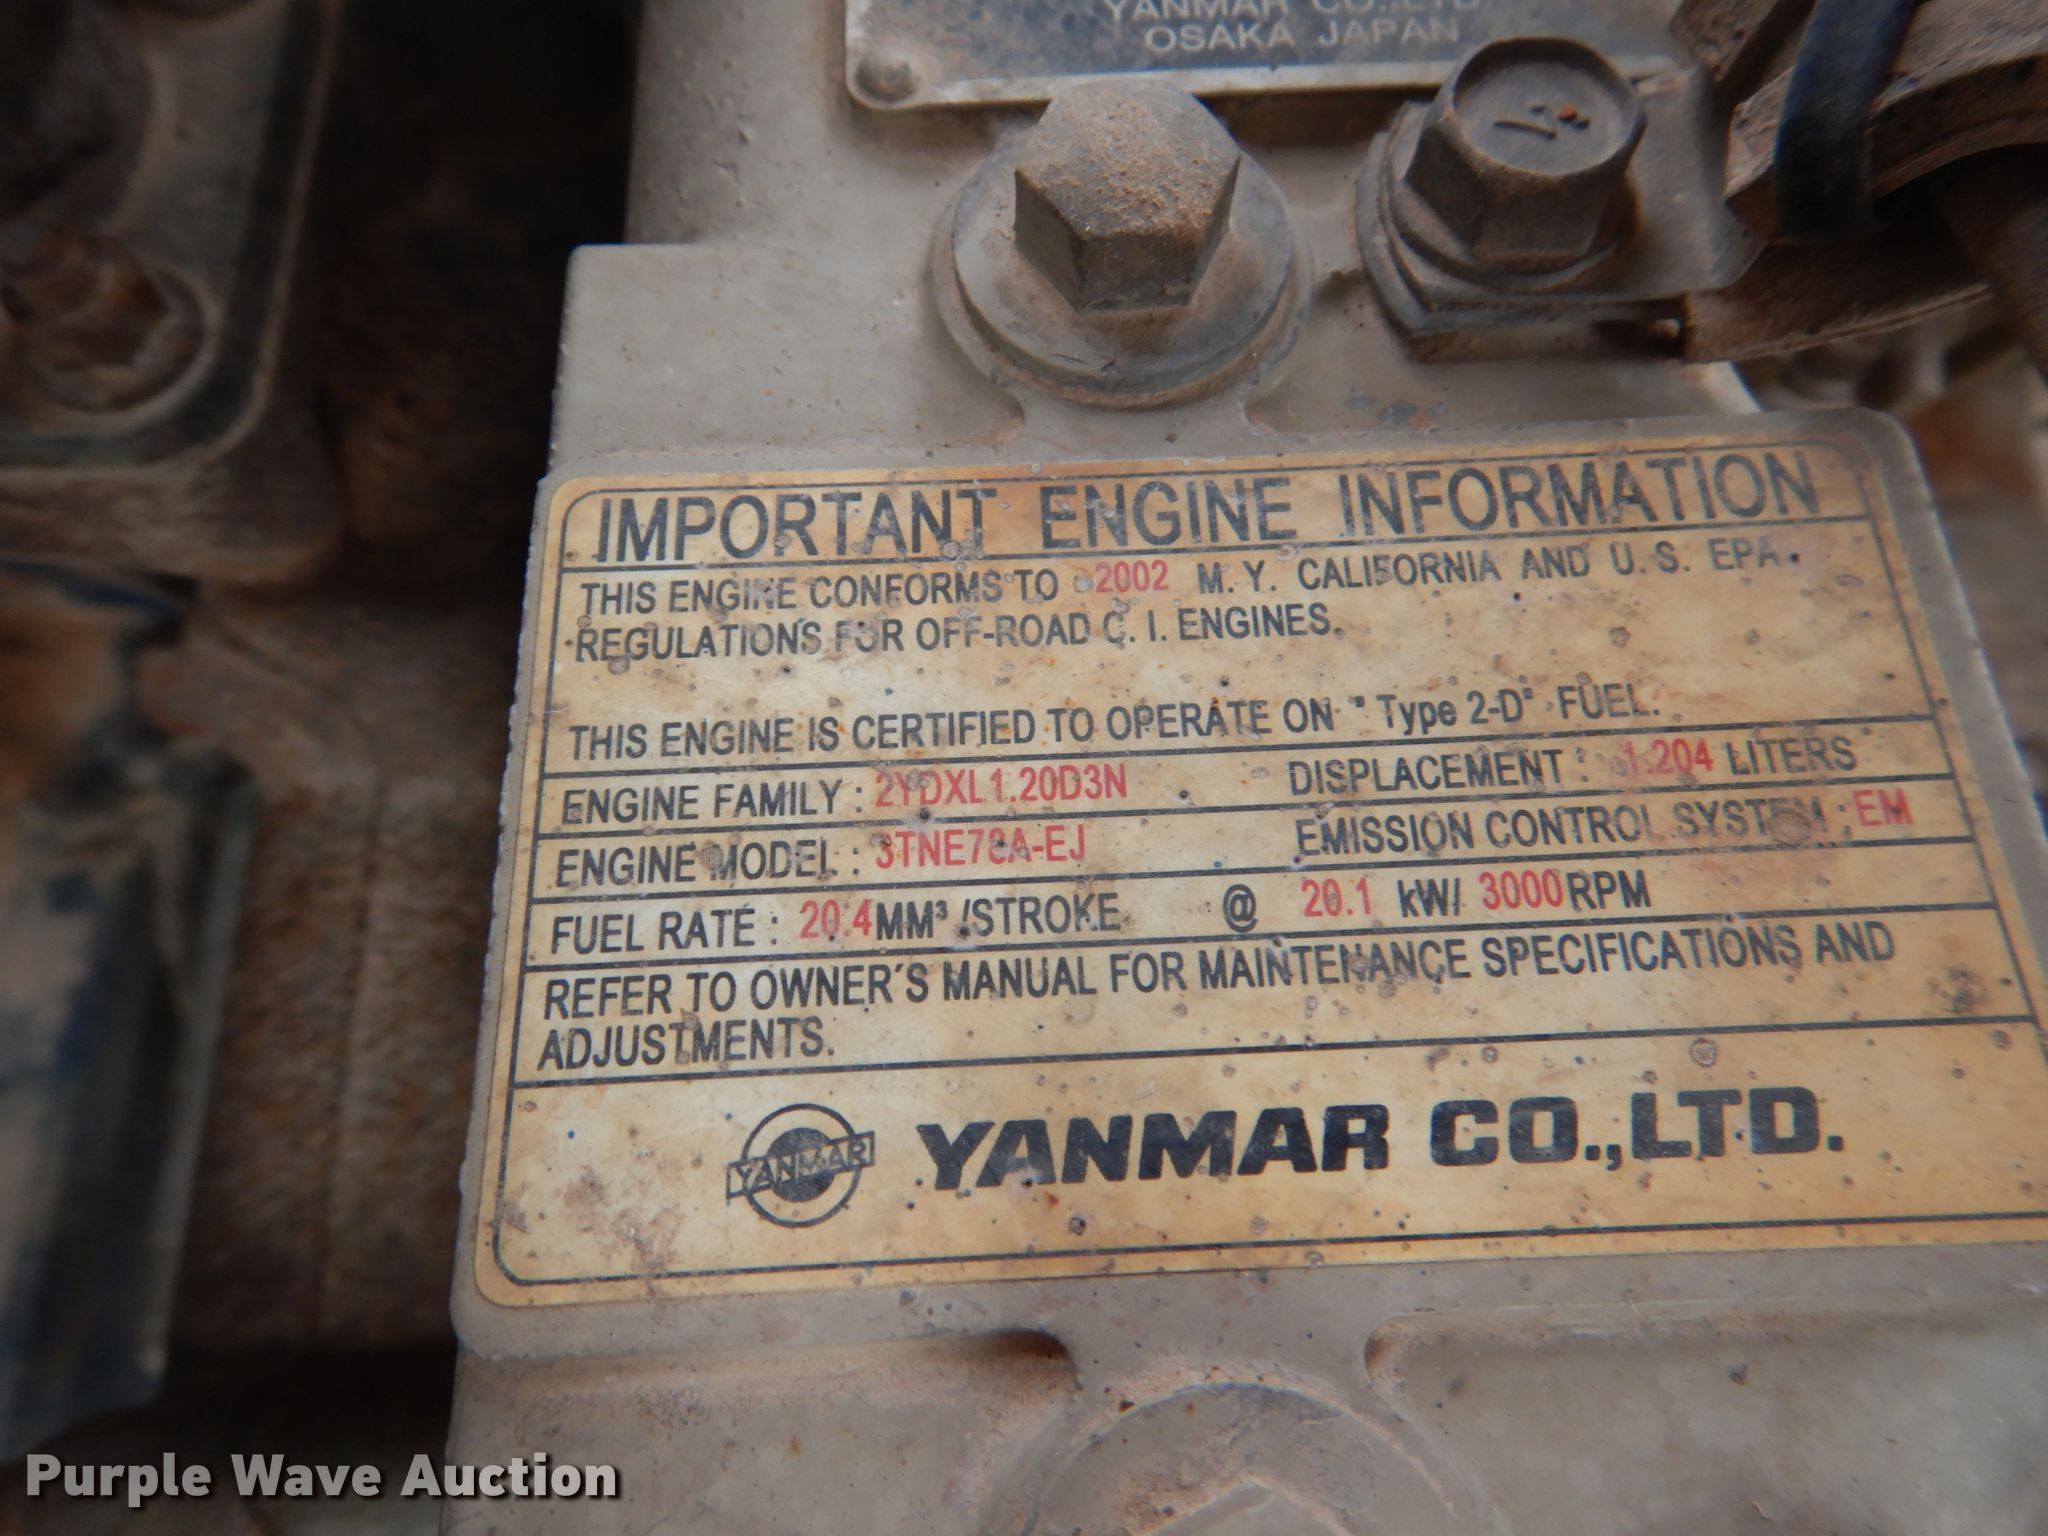 YANMAR CO.,LTD.
OSAKA JAPAN
IMPORTANT ENGINE INFORMATION
THIS ENGINE CONFORMS TO 2002 M. Y. CALIFORNIA AND U. S. EPA.
REGULATIONS FOR OFF-ROAD C. I. ENGINES.
THIS ENGINE IS CERTIFIED TO OPERATE ON "Type 2-D" FUEL.
ENGINE FAMILY : 2YDXL1.20D3N DISPLACEMENT : 1.204 LITERS
ENGINE MODEL : 3TNE78A-EJ EMISSION CONTROL SYSTEM : EM
FUEL RATE : 20.4 MM³ /STROKE @ 20.1 kW/ 3000 RPM
REFER TO OWNER'S MANUAL FOR MAINTENANCE SPECIFICATIONS AND
ADJUSTMENTS.
YANMAR YANMAR CO.,LTD.
Purple Wave Auction